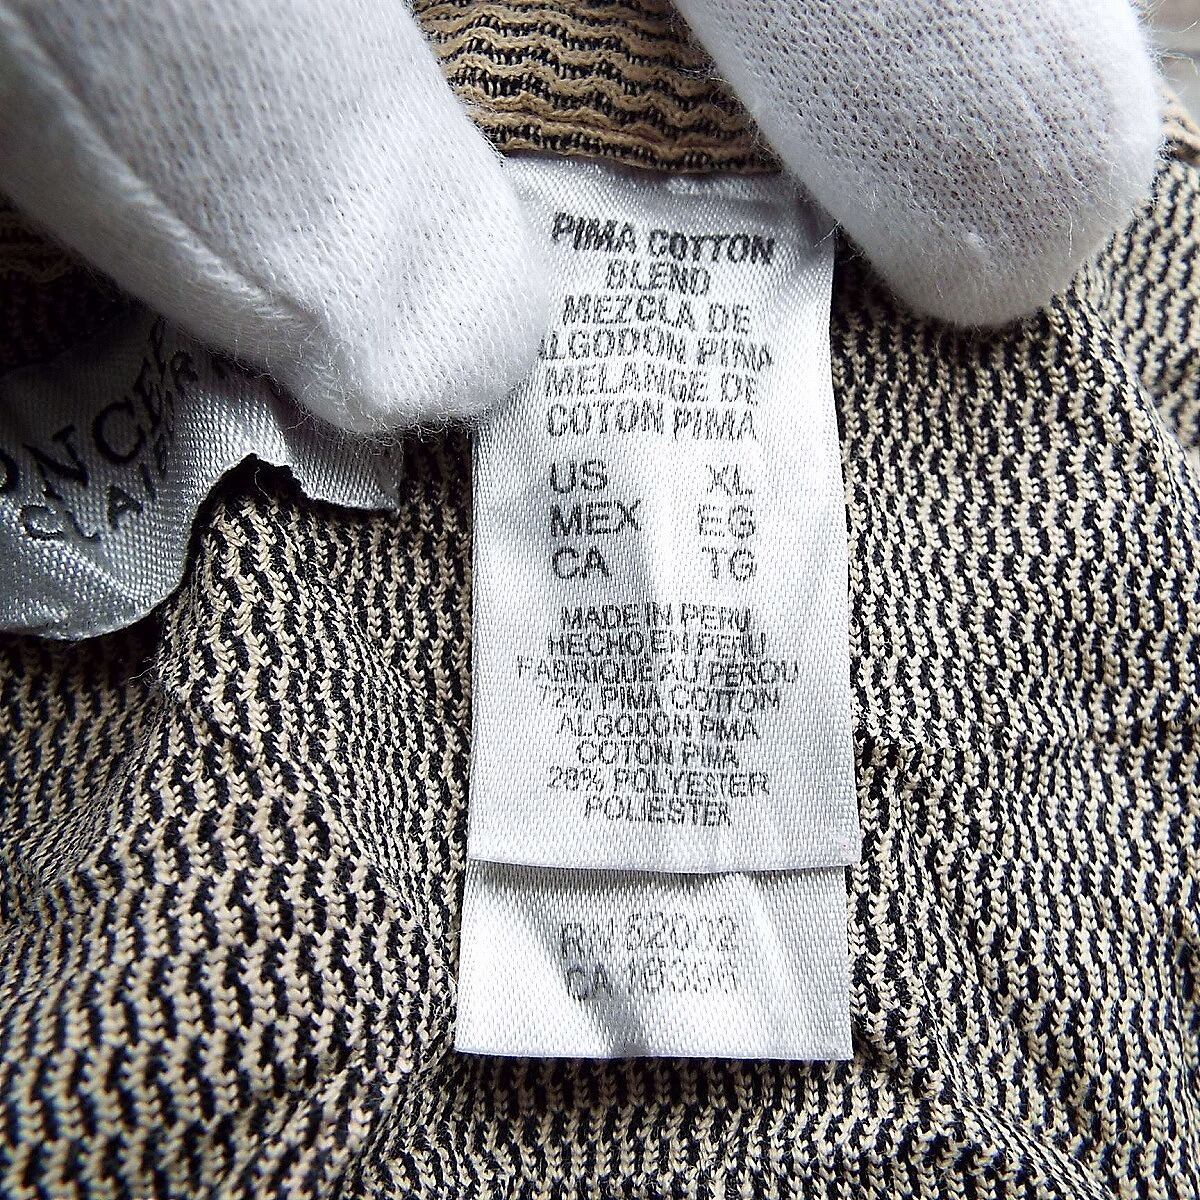 PIMA COTTON
BLEND
MEZCLA DE
ALGODON PIMA
MELANGE DE
COTON PIMA
US XL
MEX EG
CA TG
MADE IN PERU
HECHO EN PERU
FABRIQUE AU PEROU
72% PIMA COTTON
ALGODON PIMA
COTON PIMA
28% POLYESTER
POLIESTER
CA